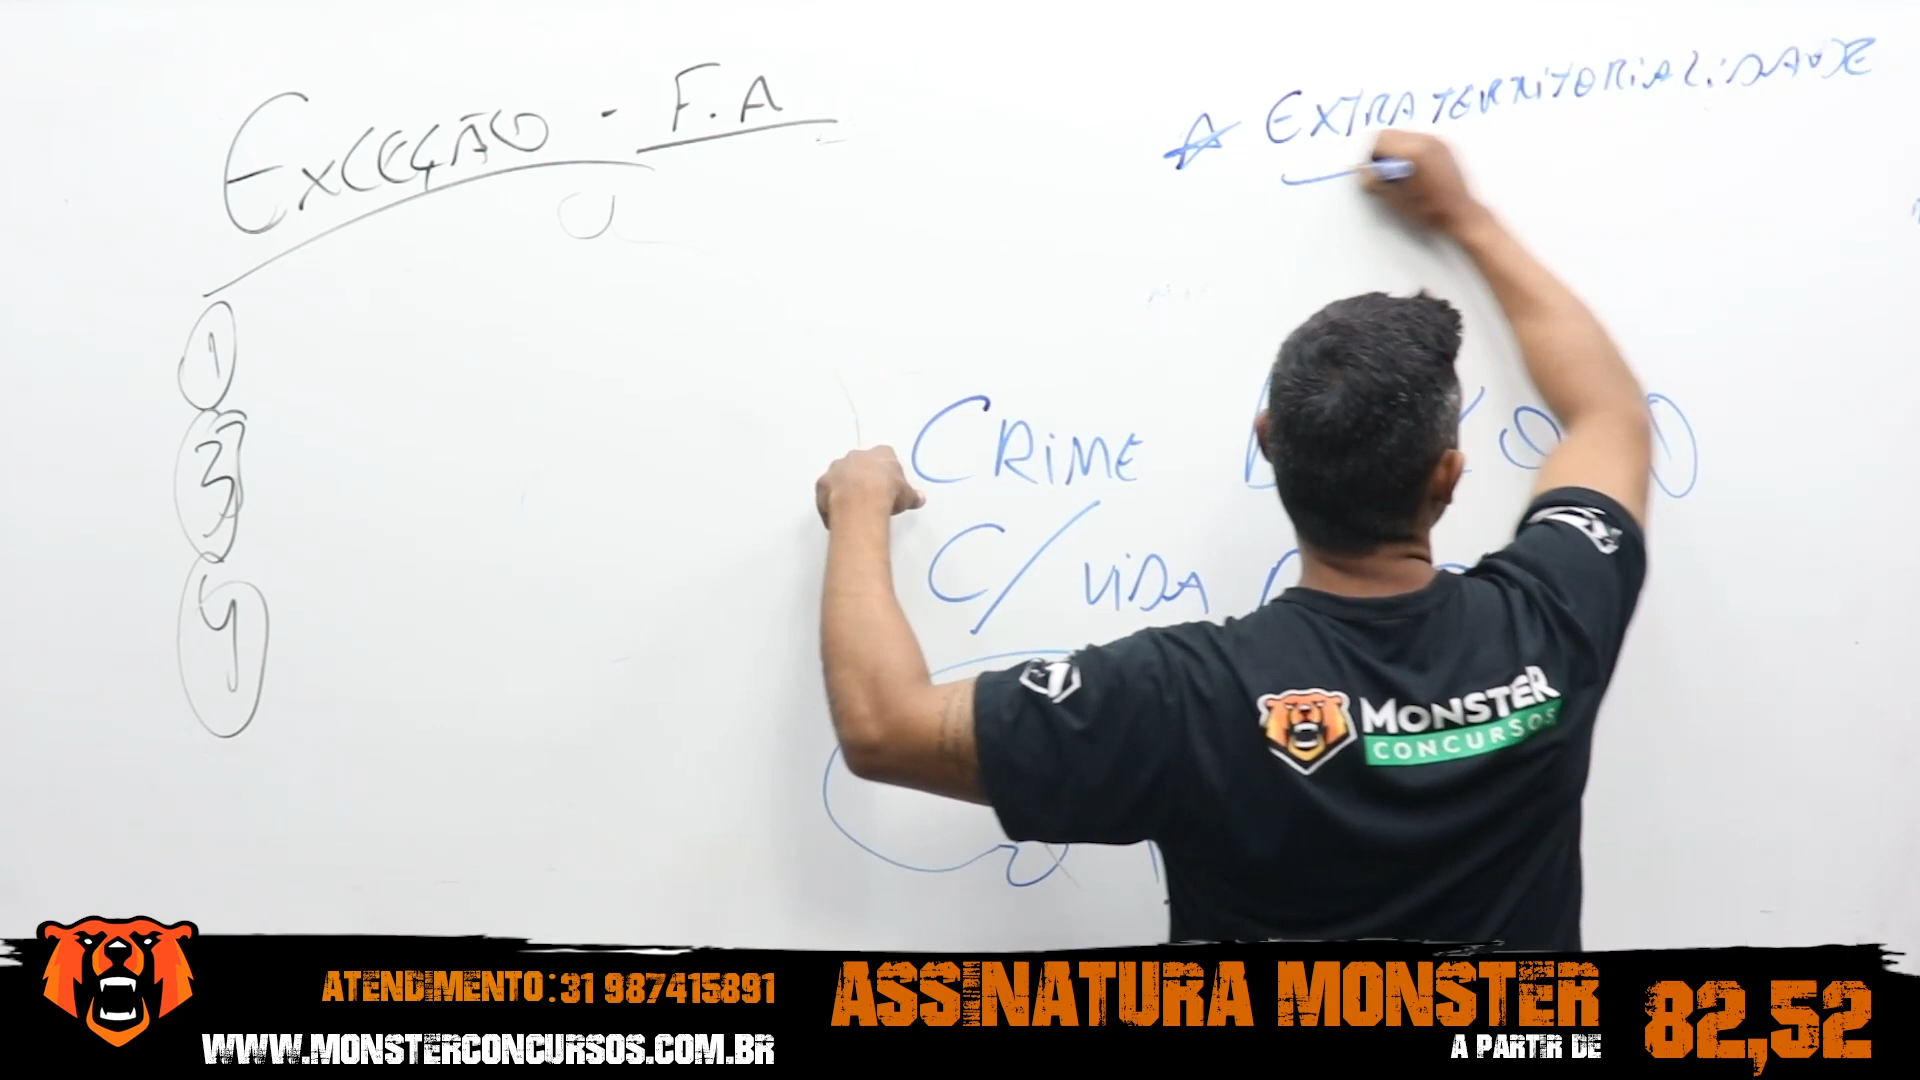 EXCEÇÃO - F.A
☆ EXTRATERRITORIALIDADE
1
3
4
CRIME
C/ VIDA
MONSTER
CONCURSOS
ATENDIMENTO: 31 987415891
WWW.MONSTERCONCURSOS.COM.BR
ASSINATURA MONSTER
A PARTIR DE
82,52